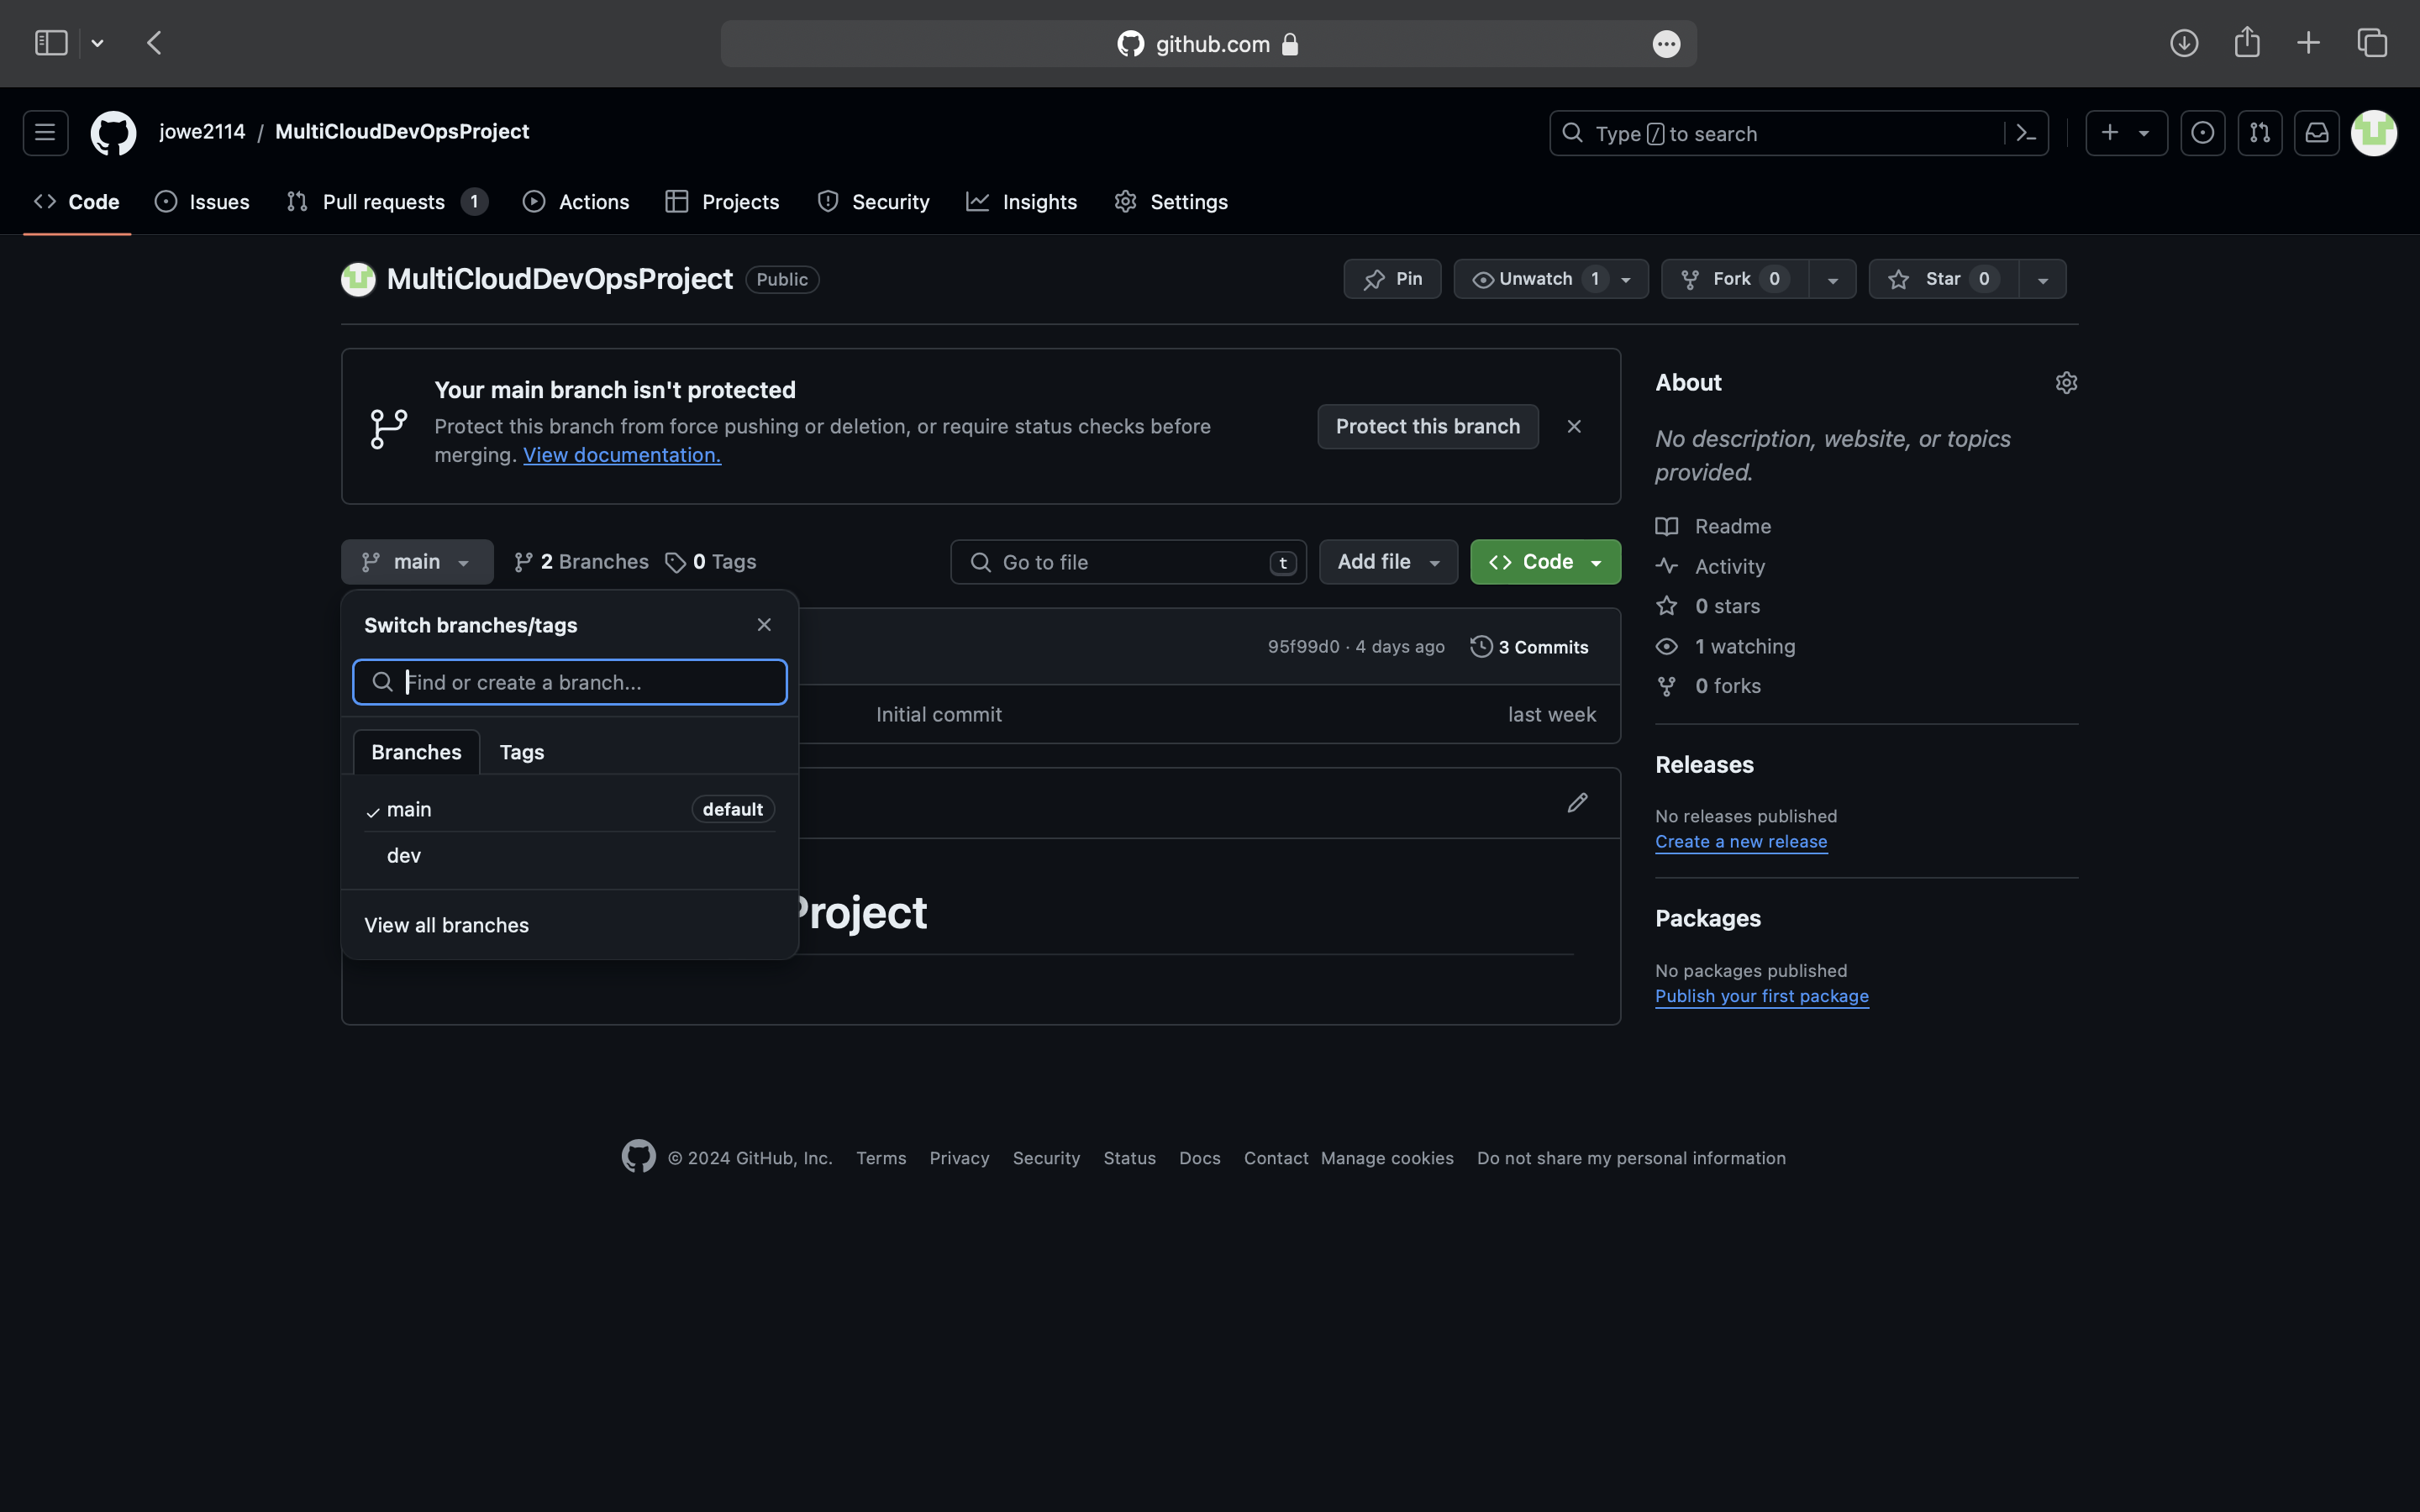 github.com
jowe2114 / MultiCloudDevOpsProject
Type / to search
Code
Issues
Pull requests 1
Actions
Projects
Security
Insights
Settings
MultiCloudDevOpsProject Public
Pin
Unwatch 1
Fork 0
Star 0
Your main branch isn't protected
Protect this branch from force pushing or deletion, or require status checks before
merging. View documentation.
Protect this branch
main
2 Branches
0 Tags
Go to file t
Add file
Code
Switch branches/tags
Find or create a branch...
Branches
Tags
main default
dev
View all branches
95f99d0 · 4 days ago
3 Commits
Initial commit
last week
Project
About
No description, website, or topics
provided.
Readme
Activity
0 stars
1 watching
0 forks
Releases
No releases published
Create a new release
Packages
No packages published
Publish your first package
© 2024 GitHub, Inc.
Terms
Privacy
Security
Status
Docs
Contact
Manage cookies
Do not share my personal information